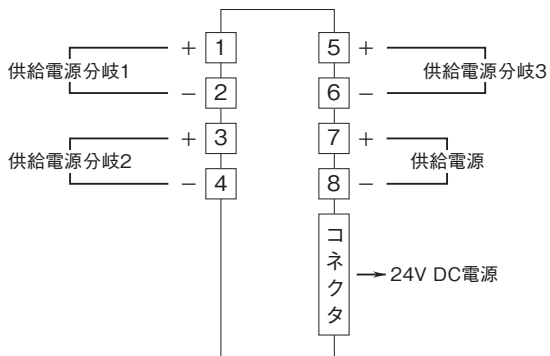 供給電源分岐1
+ 1
− 2
供給電源分岐2
+ 3
− 4
5 +
6 −
供給電源分岐3
7 +
8 −
供給電源
コネクタ
24V DC電源